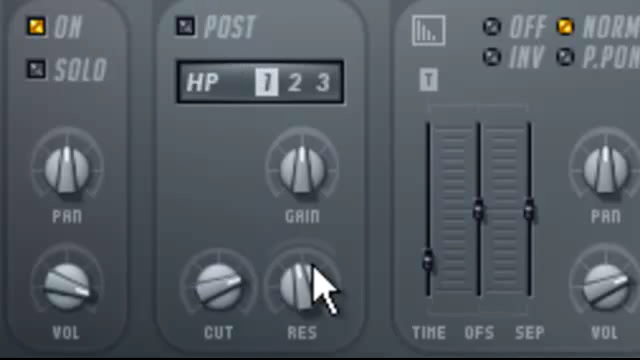 ON
SOLO
PAN
VOL
POST
HP 1 2 3
GAIN
CUT RES
OFF NORM
INV P.PON
T
TIME OFS SEP
PAN
VOL